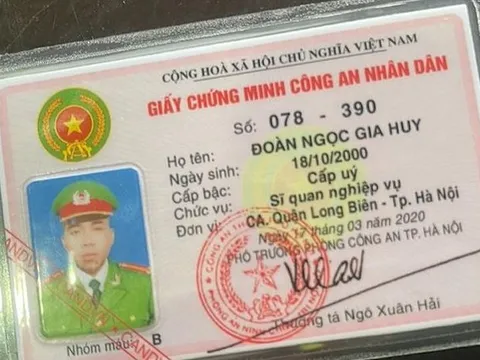 CỘNG HOÀ XÃ HỘI CHỦ NGHĨA VIỆT NAM
GIẤY CHỨNG MINH CÔNG AN NHÂN DÂN
Số: 078 - 390
Họ tên: ĐOÀN NGỌC GIA HUY
Ngày sinh: 18/10/2000
Cấp bậc: Cấp uý
Chức vụ: Sĩ quan nghiệp vụ
Đơn vị: CA. Quận Long Biên - Tp. Hà Nội
Ngày 17 tháng 03 năm 2020
PHÓ TRƯỞNG PHÒNG CÔNG AN TP. HÀ NỘI
Thượng tá Ngô Xuân Hải
Nhóm máu: B